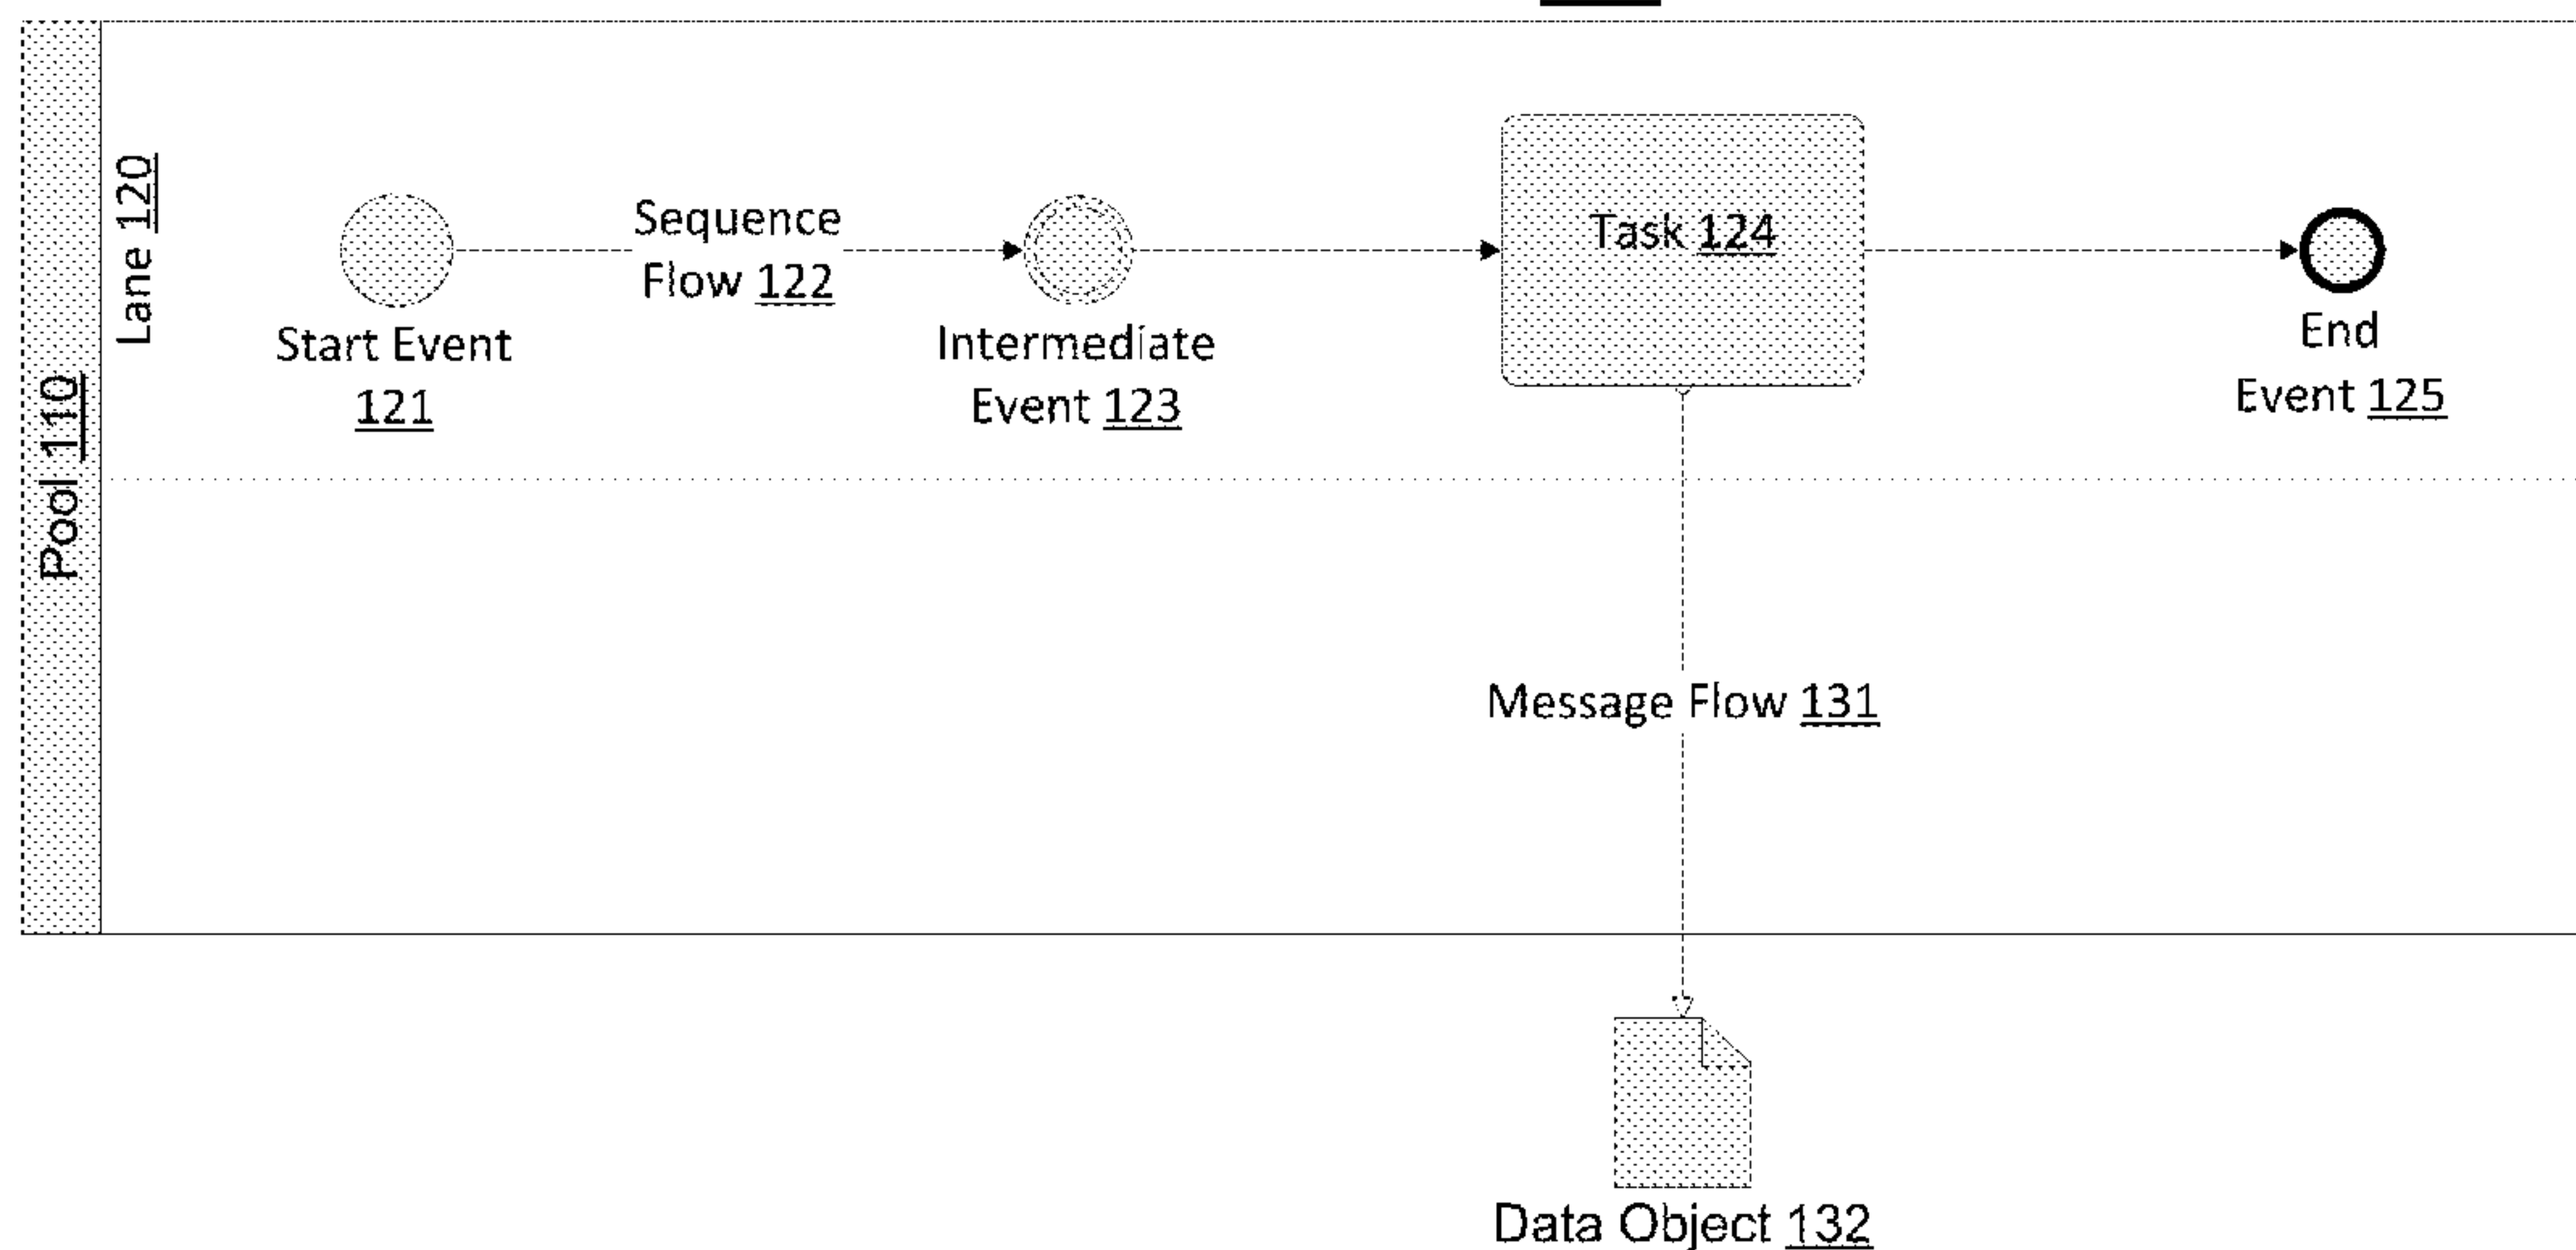 Pool 110
Lane 120
Start Event
121
Sequence
Flow 122
Intermediate
Event 123
Task 124
End
Event 125
Message Flow 131
Data Object 132